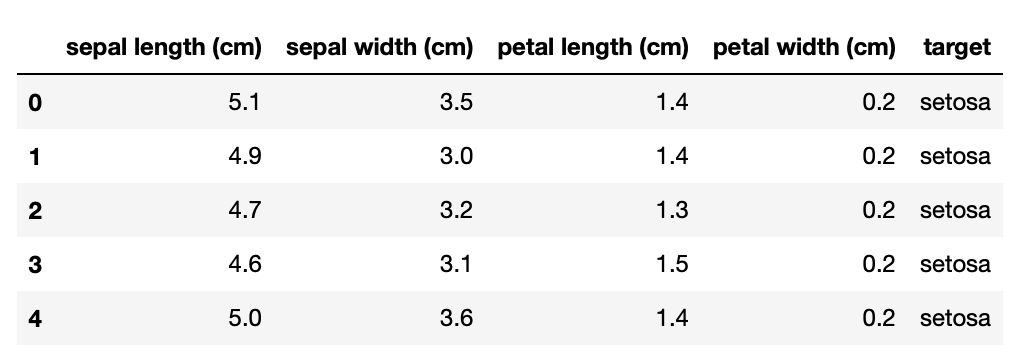 sepal length (cm) sepal width (cm) petal length (cm) petal width (cm) target
0 5.1 3.5 1.4 0.2 setosa
1 4.9 3.0 1.4 0.2 setosa
2 4.7 3.2 1.3 0.2 setosa
3 4.6 3.1 1.5 0.2 setosa
4 5.0 3.6 1.4 0.2 setosa